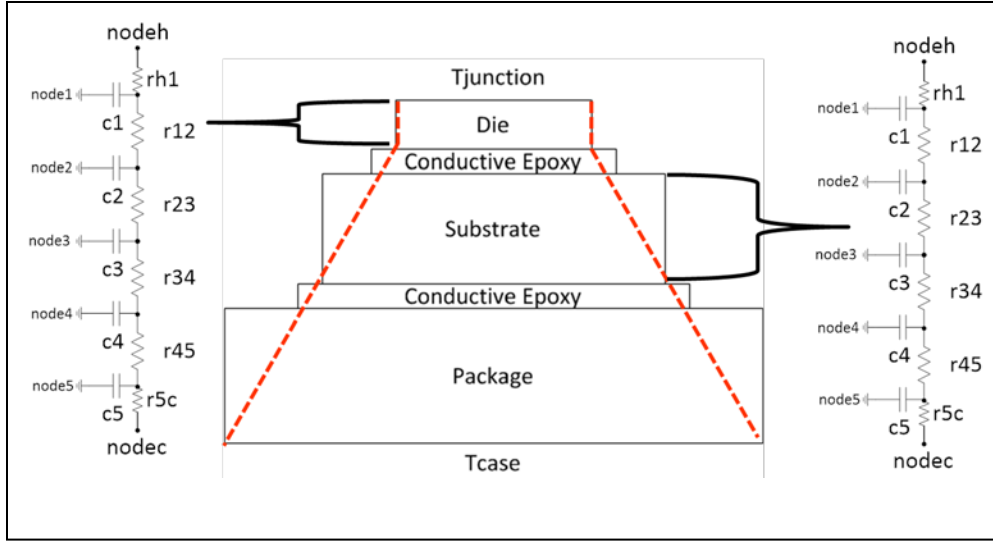 nodeh
rh1
node1
c1
r12
node2
c2
r23
node3
c3
r34
node4
c4
r45
node5
c5
r5c
nodec
Tjunction
Die
Conductive Epoxy
Substrate
Conductive Epoxy
Package
Tcase
nodeh
rh1
node1
c1
r12
node2
c2
r23
node3
c3
r34
node4
c4
r45
node5
c5
r5c
nodec